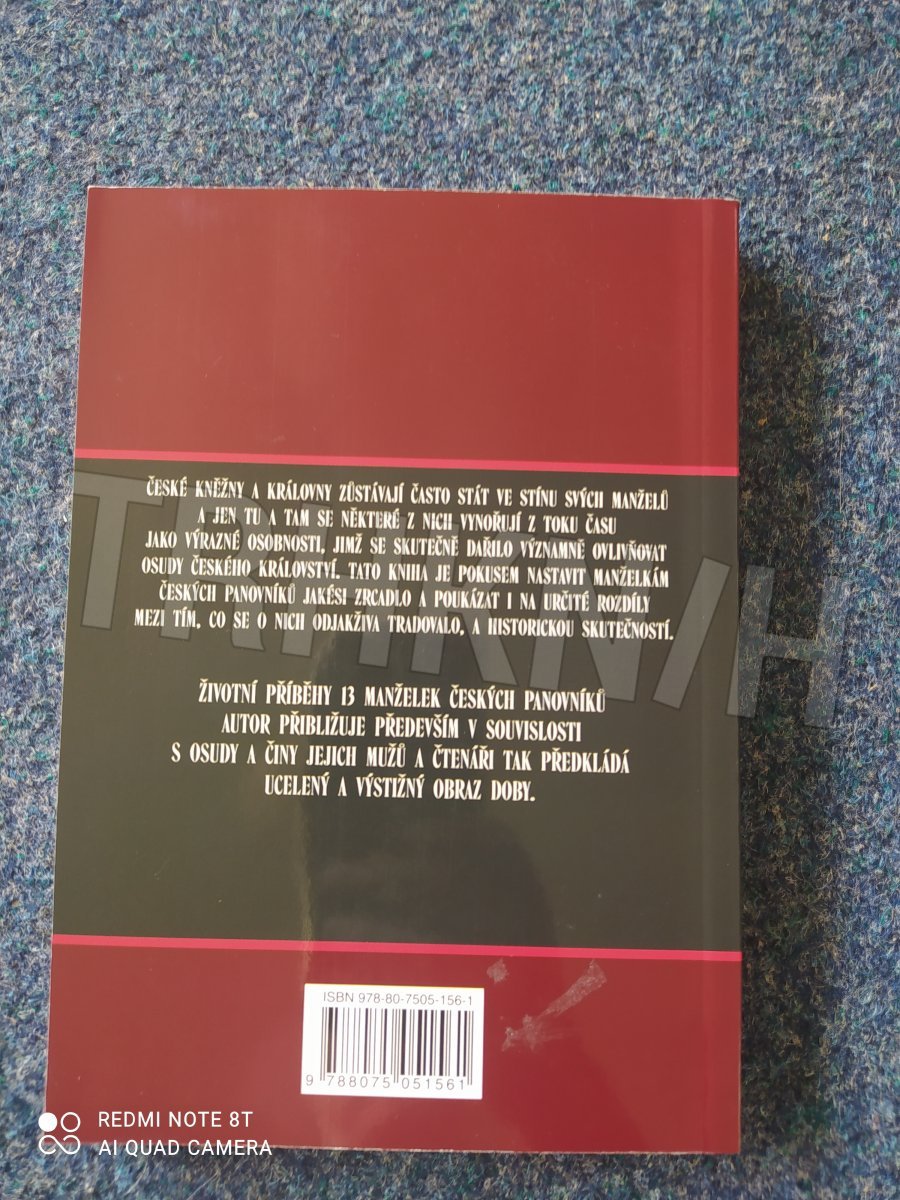 ČESKÉ KNĚŽNY A KRÁLOVNY ZŮSTÁVAJÍ ČASTO STÁT VE STÍNU SVÝCH MANŽELŮ
A JEN TU A TAM SE NĚKTERÉ Z NICH VYNOŘUJÍ Z TOKU ČASU
JAKO VÝRAZNÉ OSOBNOSTI, JIMŽ SE SKUTEČNĚ DAŘILO VÝZNAMNĚ OVLIVŇOVAT
OSUDY ČESKÉHO KRÁLOVSTVÍ. TATO KNIHA JE POKUSEM NASTAVIT MANŽELKÁM
ČESKÝCH PANOVNÍKŮ JAKÉSI ZRCADLO A POUKÁZAT I NA URČITÉ ROZDÍLY
MEZI TÍM, CO SE O NICH ODJAKŽIVA TRADOVALO, A HISTORICKOU SKUTEČNOSTÍ.
ŽIVOTNÍ PŘÍBĚHY 13 MANŽELEK ČESKÝCH PANOVNÍKŮ
AUTOR PŘIBLIŽUJE PŘEDEVŠÍM V SOUVISLOSTI
S OSUDY A ČINY JEJICH MUŽŮ A ČTENÁŘI TAK PŘEDKLÁDÁ
UCELENÝ A VÝSTIŽNÝ OBRAZ DOBY.
TRHKNIH
ISBN 978-80-7505-156-1
9 788075 051561
REDMI NOTE 8T
AI QUAD CAMERA